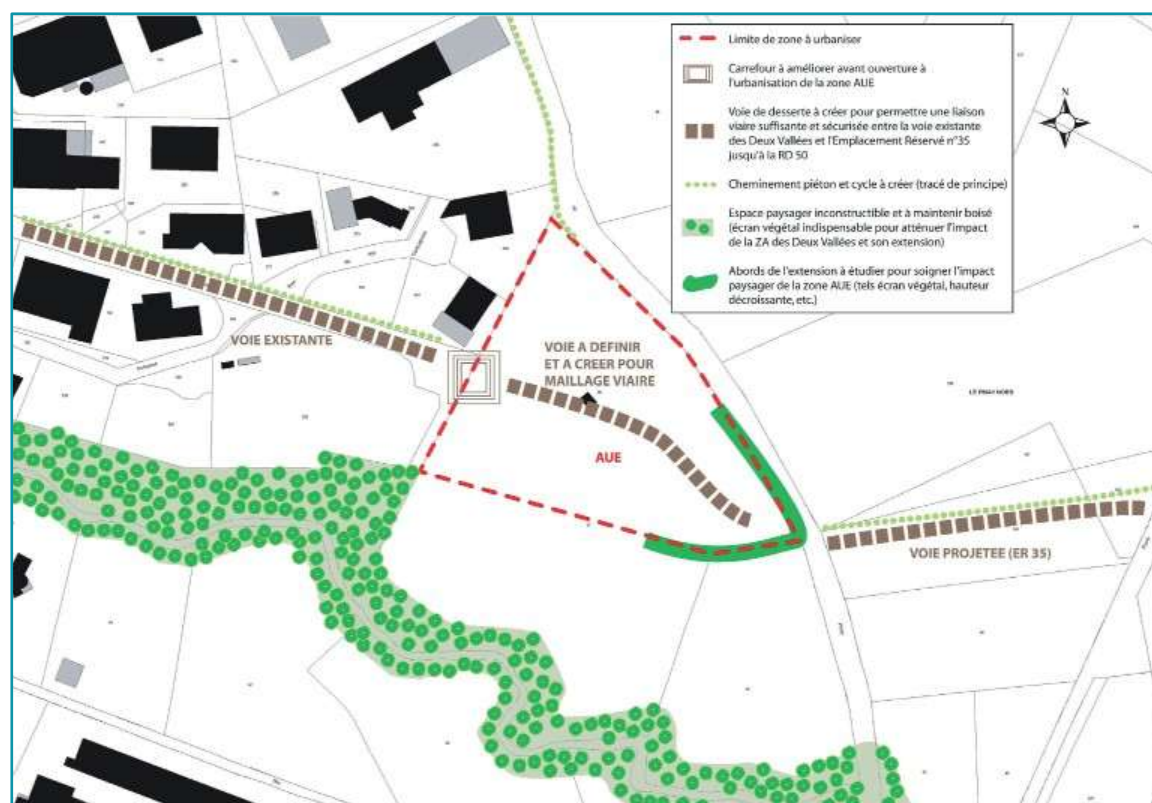 Limite de zone à urbaniser
Carrefour à améliorer avant ouverture à
l'urbanisation de la zone AUE
Voie de desserte à créer pour permettre une liaison
viaire suffisante et sécurisée entre la voie existante
des Deux Vallées et l'Emplacement Réservé n°35
jusqu'à la RD 50
Cheminement piéton et cycle à créer (tracé de principe)
Espace paysager inconstructible et à maintenir boisé
(écran végétal indispensable pour atténuer l'impact
de la ZA des Deux Vallées et son extension)
Abords de l'extension à étudier pour soigner l'impact
paysager de la zone AUE (tels écran végétal, hauteur
décroissante, etc.)
N
VOIE EXISTANTE
VOIE A DEFINIR
ET A CREER POUR
MAILLAGE VIAIRE
AUE
VOIE PROJETEE (ER 35)